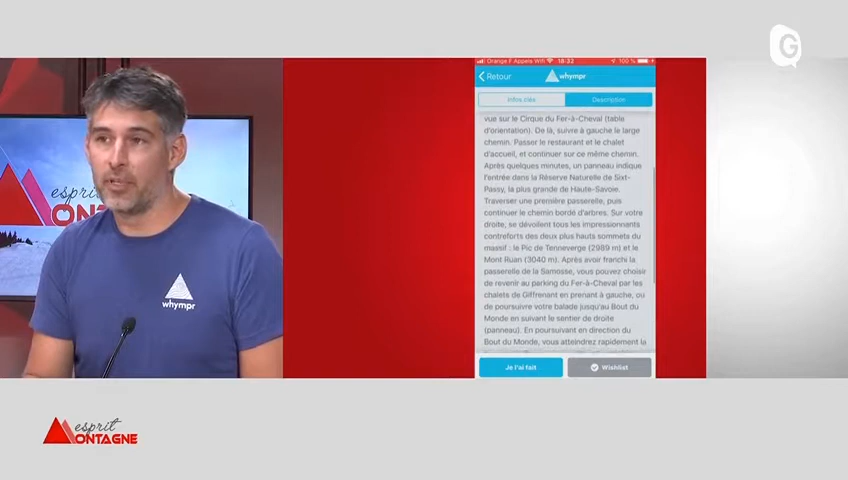 G
esprit
MONT
whympr
Orange F Appels Wifi 18:33 100 %
Retour
whympr
Infos clés
Description
vue sur le Cirque du Fer-à-Cheval (table
d'orientation). De là, suivre à gauche le large
chemin. Passer le restaurant et le chalet
d'accueil, et continuer sur ce même chemin.
Après quelques minutes, un panneau indique
l'entrée dans la Réserve Naturelle de Sixt-
Passy, la plus grande de Haute-Savoie.
Traverser une première passerelle, puis
continuer le chemin bordé d'arbres. Sur votre
droite, se dévoilent tous les impressionnants
contreforts des deux plus hauts sommets du
massif : le Pic de Tenneverge (2989 m) et le
Mont Ruan (3040 m). Après avoir franchi la
passerelle de la Samosse, vous pouvez choisir
de revenir au parking du Fer-à-Cheval par les
chalets de Giffrenant en prenant à gauche, ou
de poursuivre votre balade jusqu'au Bout du
Monde en suivant le sentier de droite
(panneau). En poursuivant en direction du
Bout du Monde, vous atteindrez rapidement la
Je l'ai fait
Wishlist
esprit
MONTAGNE